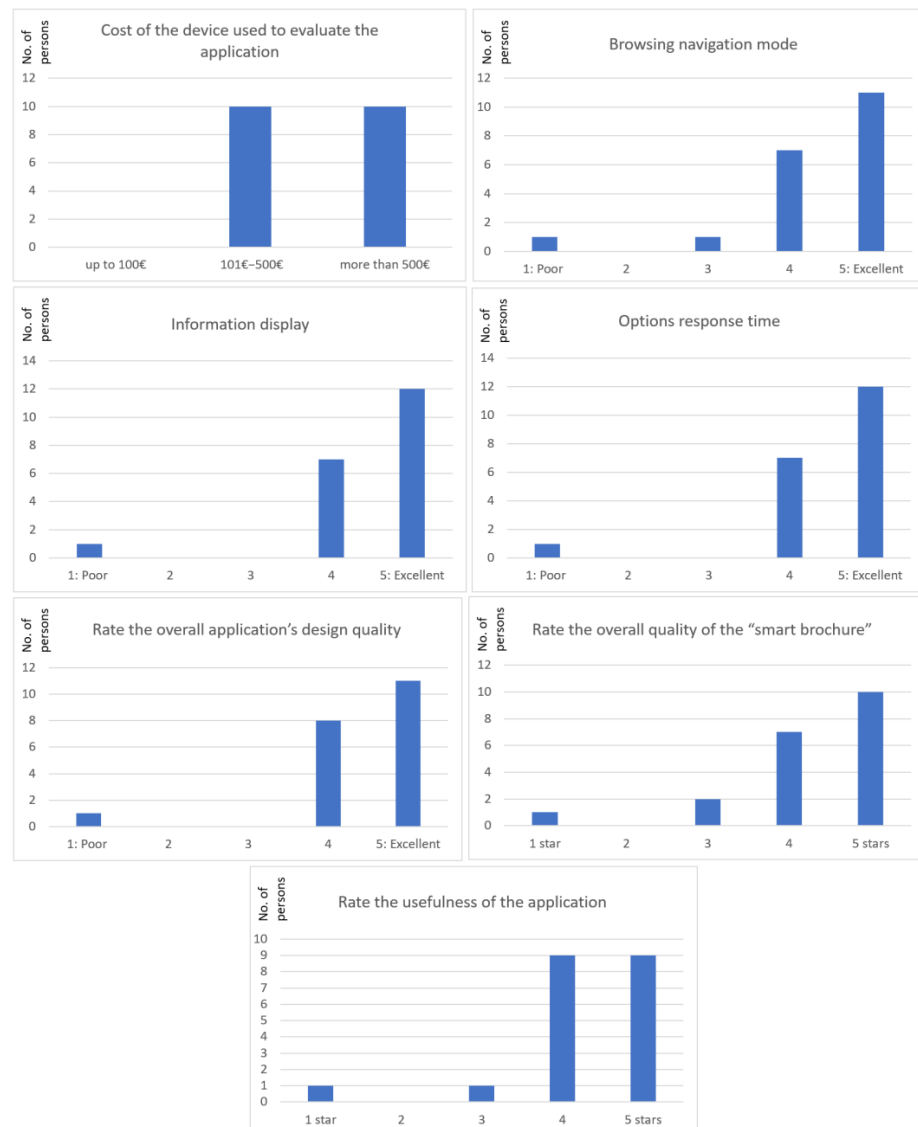 No. of
persons
Cost of the device used to evaluate the
application
12
10
8
6
4
2
0
up to 100€ 101€–500€ more than 500€
No. of
persons
Browsing navigation mode
12
10
8
6
4
2
0
1: Poor 2 3 4 5: Excellent
No. of
persons
Information display
14
12
10
8
6
4
2
0
1: Poor 2 3 4 5: Excellent
No. of
persons
Options response time
14
12
10
8
6
4
2
0
1: Poor 2 3 4 5: Excellent
No. of
persons
Rate the overall application’s design quality
12
10
8
6
4
2
0
1: Poor 2 3 4 5: Excellent
No. of
persons
Rate the overall quality of the “smart brochure”
12
10
8
6
4
2
0
1 star 2 3 4 5 stars
No. of
persons
Rate the usefulness of the application
10
9
8
7
6
5
4
3
2
1
0
1 star 2 3 4 5 stars